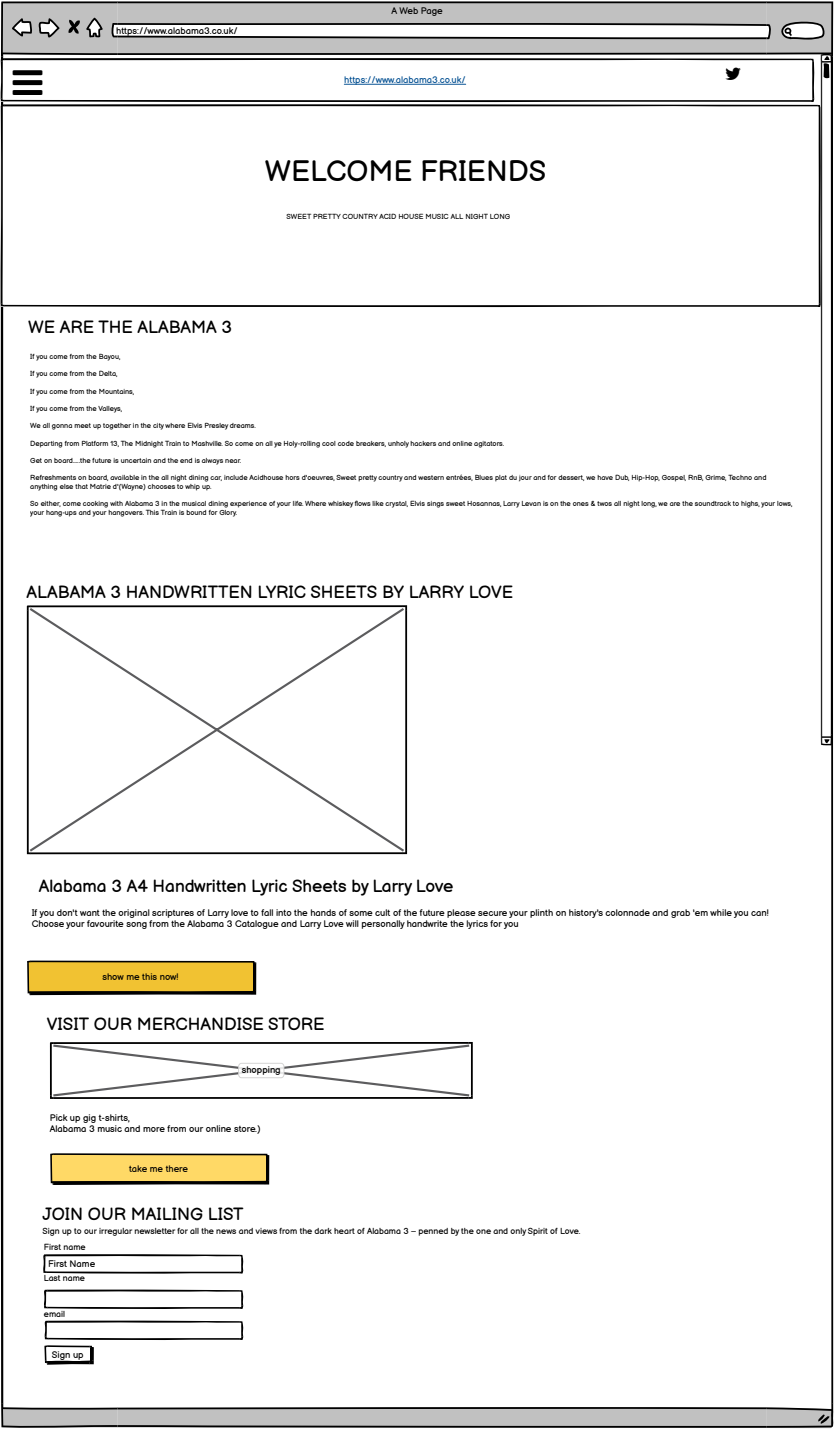 A Web Page
https://www.alabama3.co.uk/
https://www.alabama3.co.uk/
WELCOME FRIENDS
SWEET PRETTY COUNTRY ACID HOUSE MUSIC ALL NIGHT LONG
WE ARE THE ALABAMA 3
If you come from the Bayou,
If you come from the Delta,
If you come from the Mountains,
If you come from the Valleys,
We all gonna meet up together in the city where Elvis Presley dreams.
Departing from Platform 13, The Midnight Train to Mashville. So come on all ye Holy-rolling cool code breakers, unholy hackers and online agitators.
Get on board....the future is uncertain and the end is always near.
Refreshments on board, available in the all night dining car, include Acidhouse hors d'oeuvres, Sweet pretty country and western entrées, Blues plat du jour and for dessert, we have Dub, Hip-Hop, Gospel, RnB, Grime, Techno and
anything else that Matrie d'(Wayne) chooses to whip up.
So either, come cooking with Alabama 3 in the musical dining experience of your life. Where whiskey flows like crystal, Elvis sings sweet Hosannas, Larry Levan is on the ones & twos all night long, we are the soundtrack to highs, your lows,
your hang-ups and your hangovers. This Train is bound for Glory.
ALABAMA 3 HANDWRITTEN LYRIC SHEETS BY LARRY LOVE
Alabama 3 A4 Handwritten Lyric Sheets by Larry Love
If you don't want the original scriptures of Larry love to fall into the hands of some cult of the future please secure your plinth on history's colonnade and grab 'em while you can!
Choose your favourite song from the Alabama 3 Catalogue and Larry Love will personally handwrite the lyrics for you
show me this now!
VISIT OUR MERCHANDISE STORE
shopping
Pick up gig t-shirts,
Alabama 3 music and more from our online store.)
take me there
JOIN OUR MAILING LIST
Sign up to our irregular newsletter for all the news and views from the dark heart of Alabama 3 – penned by the one and only Spirit of Love.
First name
First Name
Last name
email
Sign up